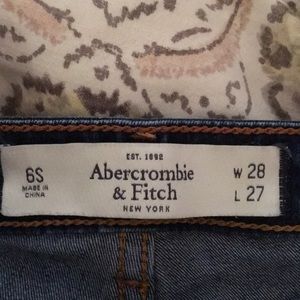 EST. 1892
6S
MADE IN
CHINA
Abercrombie
& Fitch
NEW YORK
W 28
L 27